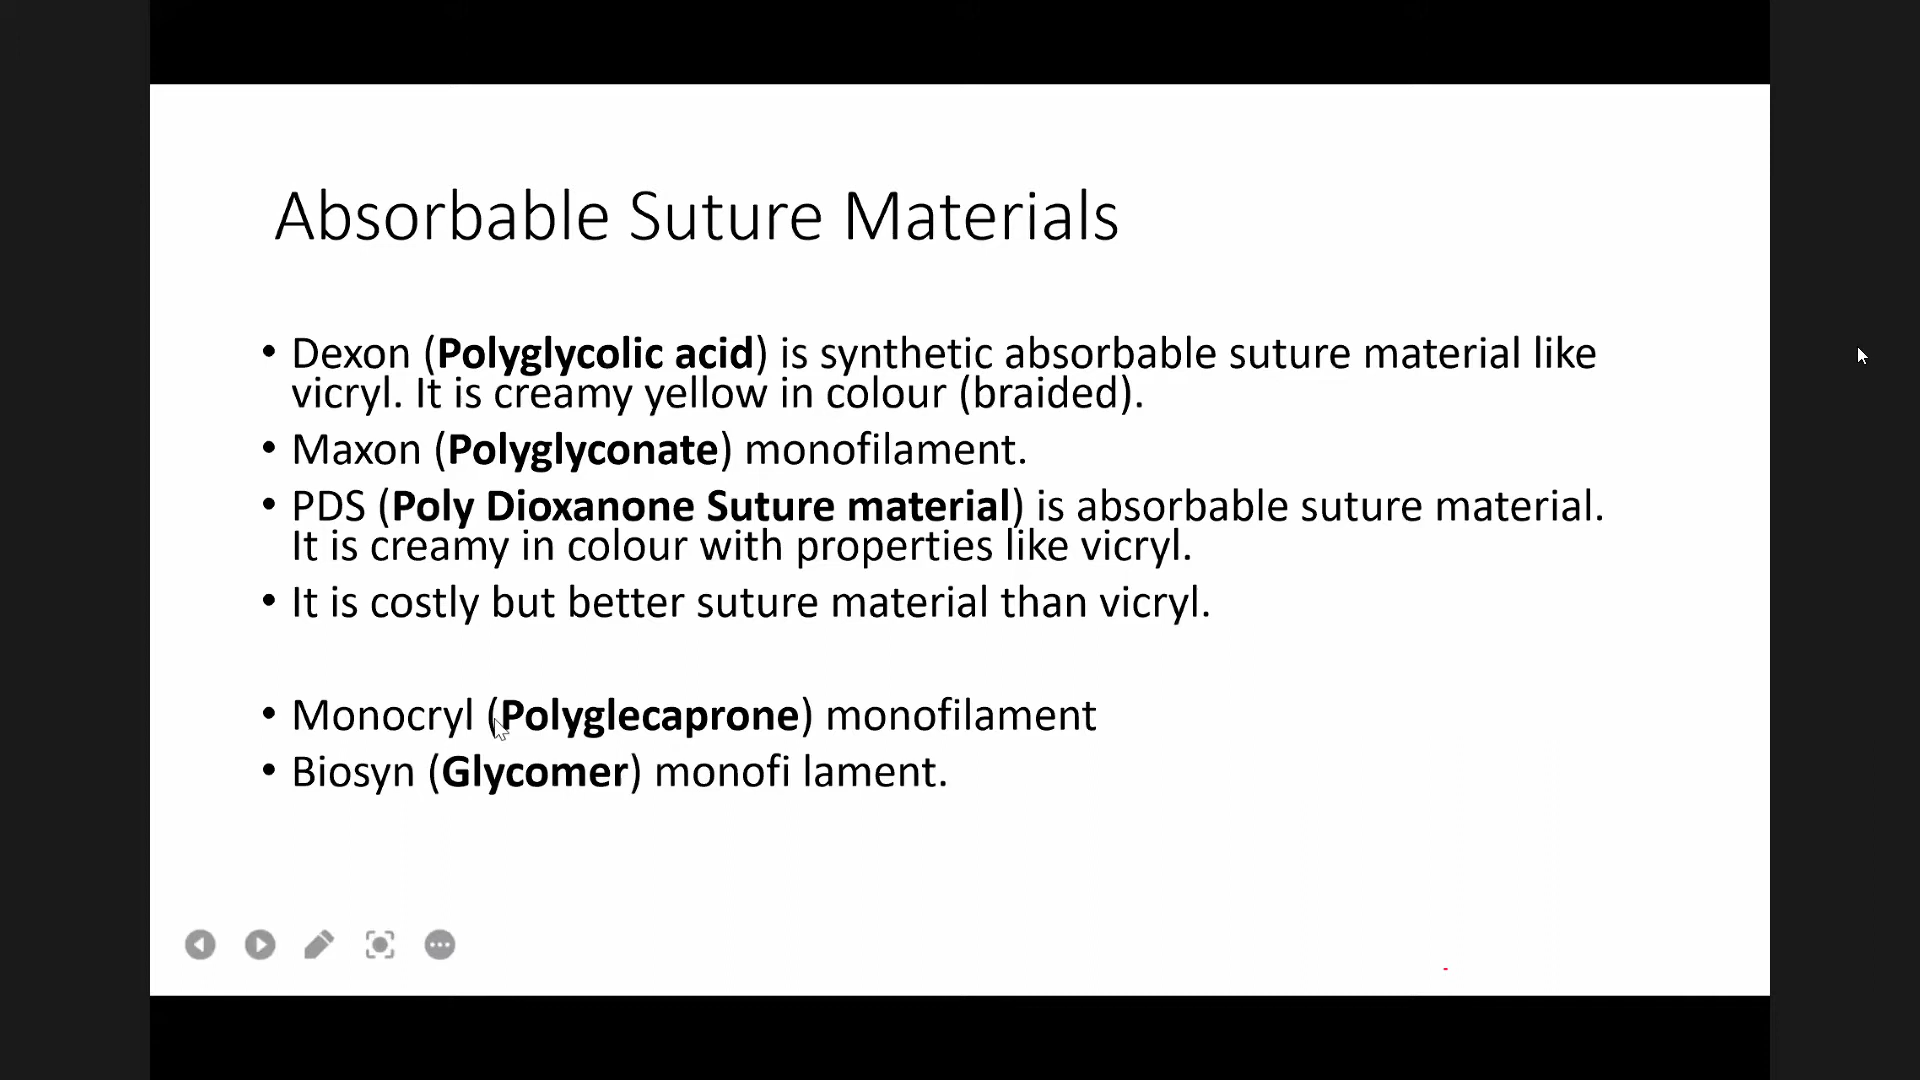 Absorbable Suture Materials
• Dexon (Polyglycolic acid) is synthetic absorbable suture material like
vicryl. It is creamy yellow in colour (braided).
• Maxon (Polyglyconate) monofilament.
• PDS (Poly Dioxanone Suture material) is absorbable suture material.
It is creamy in colour with properties like vicryl.
• It is costly but better suture material than vicryl.
• Monocryl (Polyglecaprone) monofilament
• Biosyn (Glycomer) monofi lament.